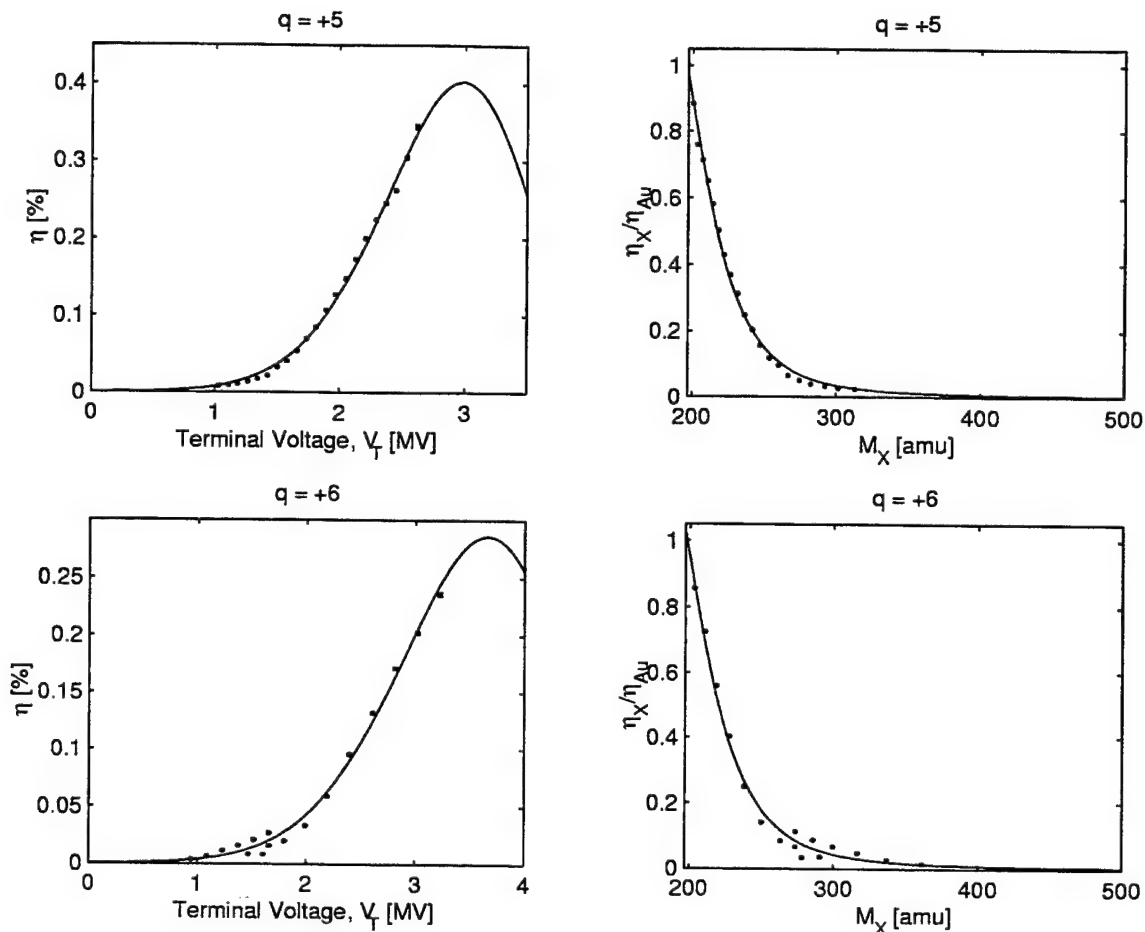 q = +5
0.4
0.3
0.2
0.1
0
η [%]
0 1 2 3
Terminal Voltage, V_T [MV]
q = +5
1
0.8
0.6
0.4
0.2
0
η_X/η_Au
200 300 400 500
M_X [amu]
q = +6
0.25
0.2
0.15
0.1
0.05
0
η [%]
0 1 2 3 4
Terminal Voltage, V_T [MV]
q = +6
1
0.8
0.6
0.4
0.2
0
η_X/η_Au
200 300 400 500
M_X [amu]